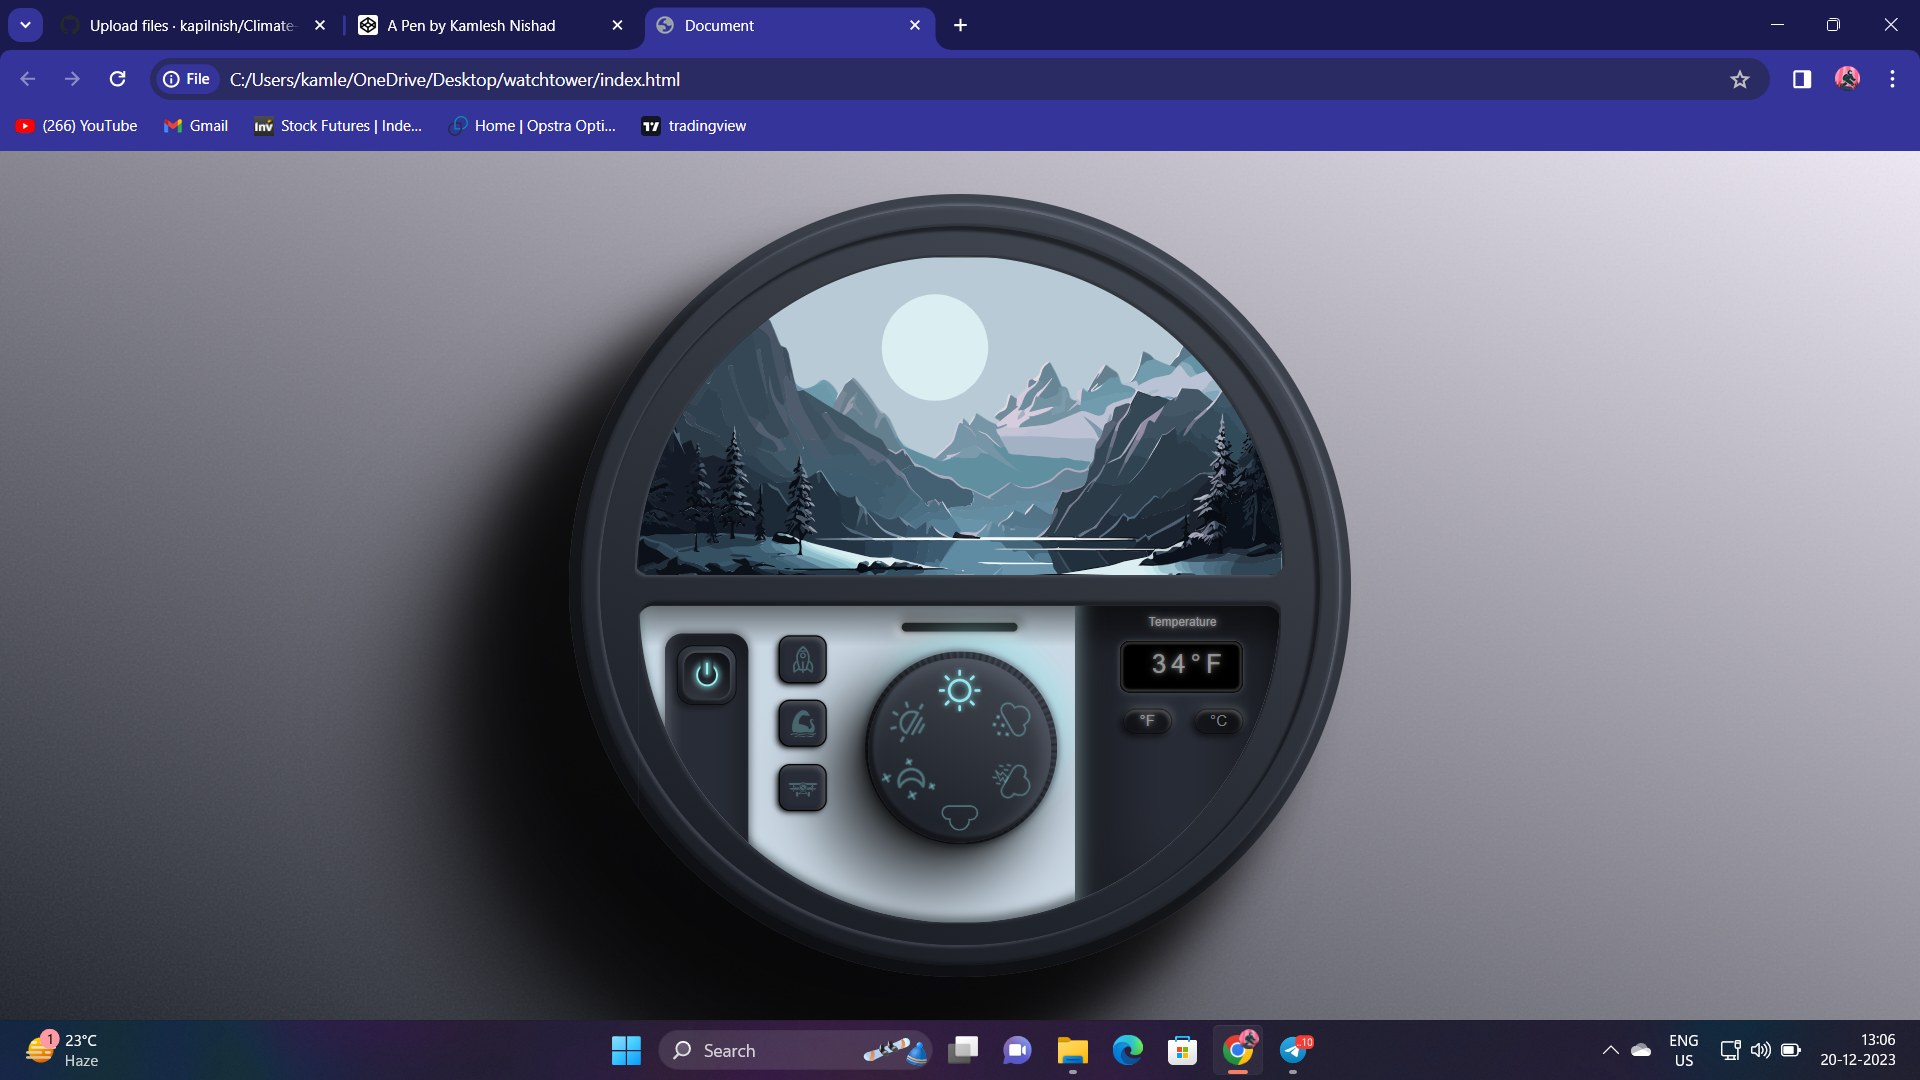 Upload files · kapilnish/Climate-
A Pen by Kamlesh Nishad
Document
File
C:/Users/kamle/OneDrive/Desktop/watchtower/index.html
(266) YouTube
Gmail
Inv
Stock Futures | Inde...
Home | Opstra Opti...
tradingview
Temperature
34°F
°F
°C
1
23°C
Haze
Search
10
ENG
US
13:06
20-12-2023